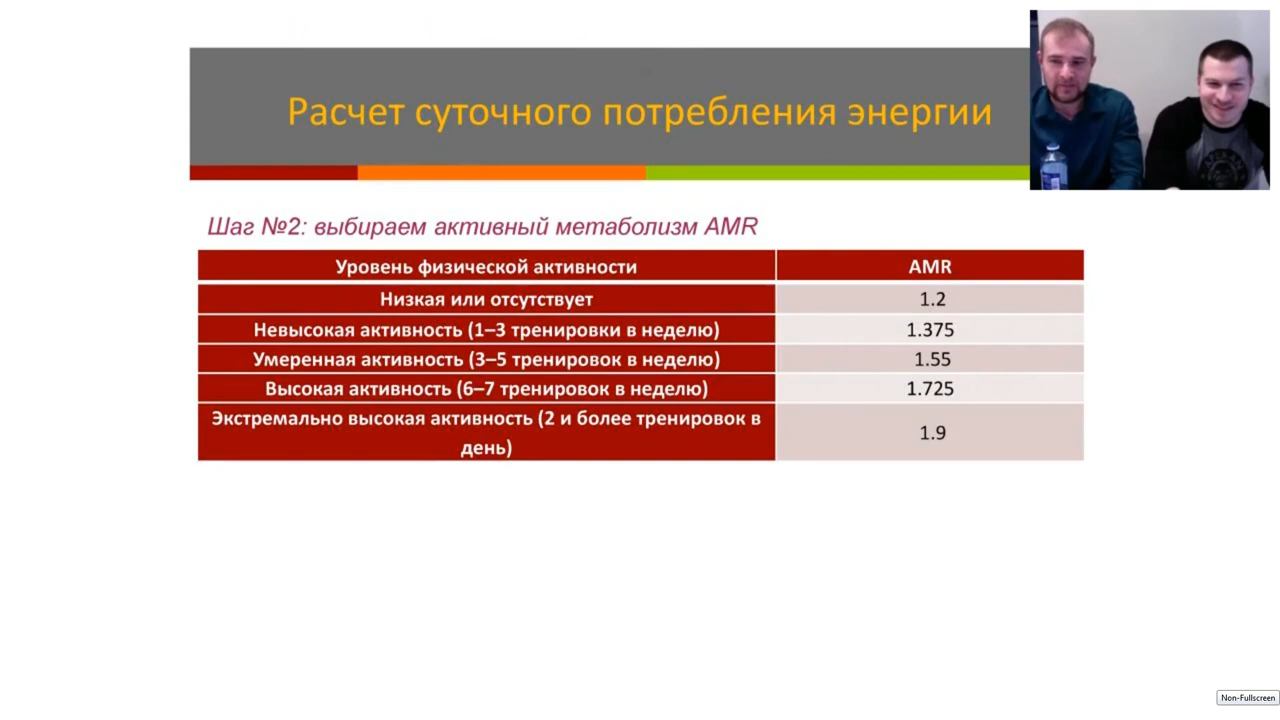 Расчет суточного потребления энергии
Шаг №2: выбираем активный метаболизм AMR
Уровень физической активности AMR
Низкая или отсутствует 1.2
Невысокая активность (1–3 тренировки в неделю) 1.375
Умеренная активность (3–5 тренировок в неделю) 1.55
Высокая активность (6–7 тренировок в неделю) 1.725
Экстремально высокая активность (2 и более тренировок в
день) 1.9
Non-Fullscreen